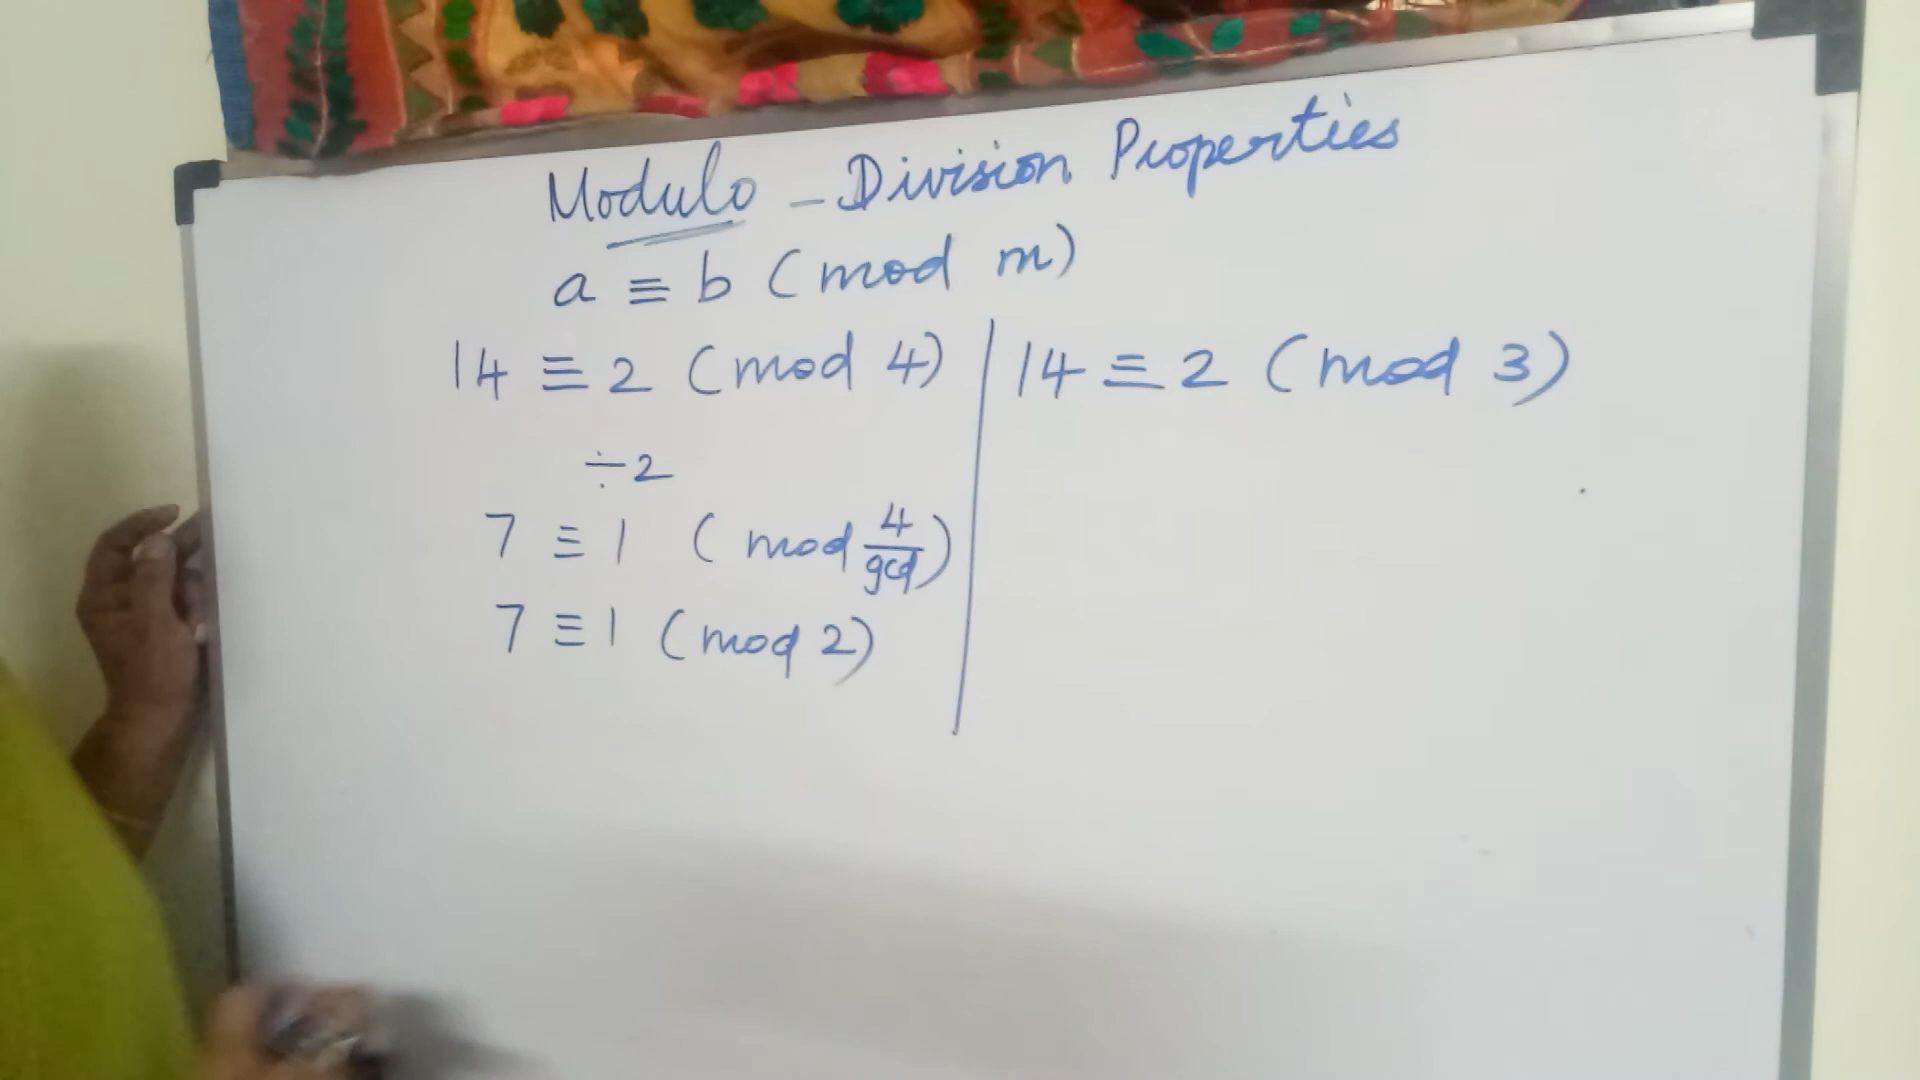 Modulo - Division Properties
a ≡ b (mod m)
14 ≡ 2 (mod 4)
÷2
7 ≡ 1 (mod 4/gcd)
7 ≡ 1 (mod 2)
14 ≡ 2 (mod 3)